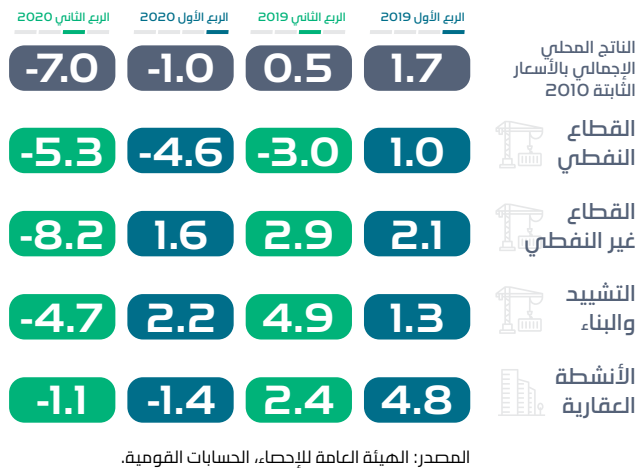 الربع الأول 2019
الربع الثاني 2019
الربع الأول 2020
الربع الثاني 2020
الناتج المحلي
الإجمالي بالأسعار
الثابتة 2010
1.7
0.5
-1.0
-7.0
القطاع
النفطي
1.0
-3.0
-4.6
-5.3
القطاع
غير النفطي
2.1
2.9
1.6
-8.2
التشييد
والبناء
1.3
4.9
2.2
-4.7
الأنشطة
العقارية
4.8
2.4
-1.4
-1.1
المصدر: الهيئة العامة للإحصاء، الحسابات القومية.